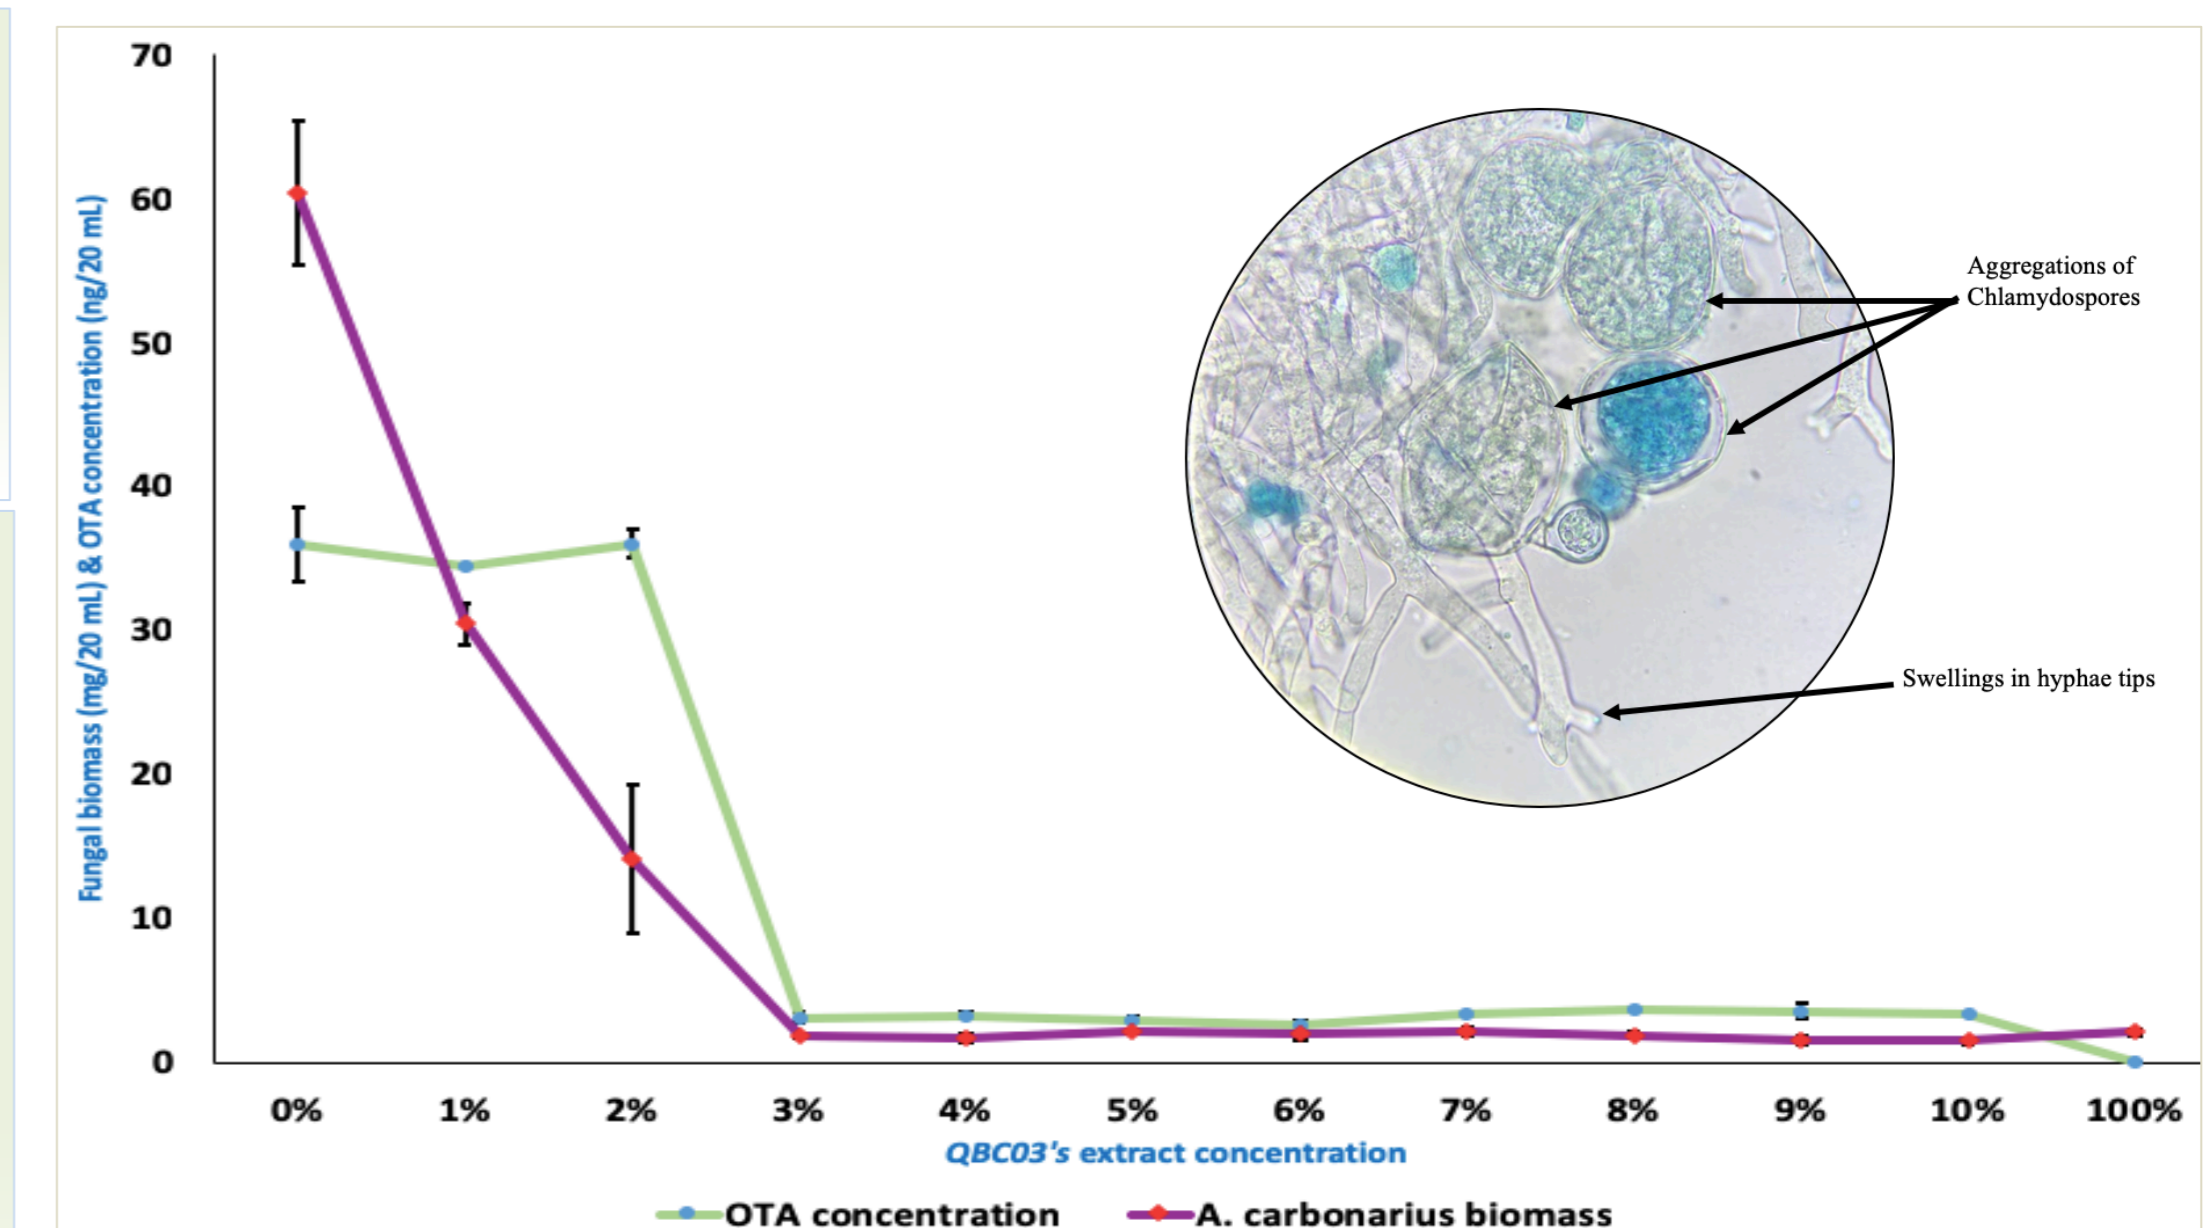 70
60
50
40
30
20
10
0
Fungal biomass (mg/20 mL) & OTA concentration (ng/20 mL)
Aggregations of
Chlamydospores
Swellings in hyphae tips
0% 1% 2% 3% 4% 5% 6% 7% 8% 9% 10% 100%
QBC03's extract concentration
OTA concentration A. carbonarius biomass